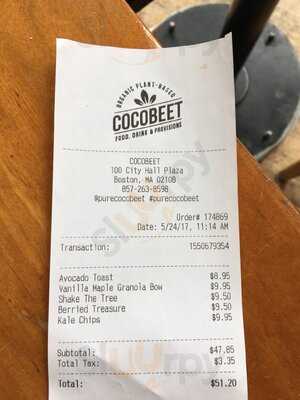 ORGANIC PLANT-BASED
COCOBEET
FOOD, DRINK & PROVISIONS
COCOBEET
100 City Hall Plaza
Boston, MA 02108
857-263-8598
@purecocobeet #purecocobeet
Order# 174869
Date: 5/24/17, 11:14 AM
Transaction: 1550679354
Avocado Toast $8.95
Vanilla Maple Granola Bow $9.95
Shake The Tree $9.50
Berried Treasure $9.50
Kale Chips $9.95
Subtotal: $47.85
Total Tax: $3.35
Total: $51.20